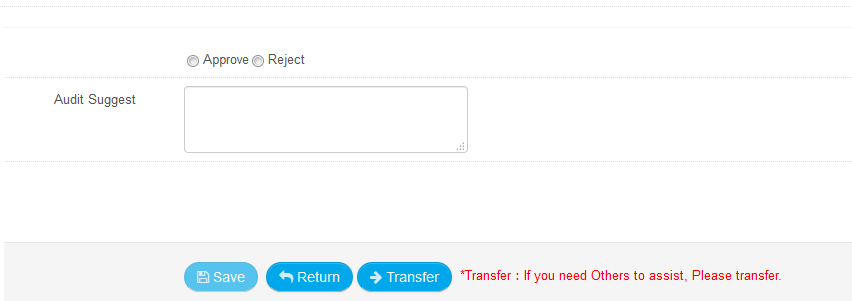 Approve Reject
Audit Suggest
Save Return Transfer *Transfer : If you need Others to assist, Please transfer.